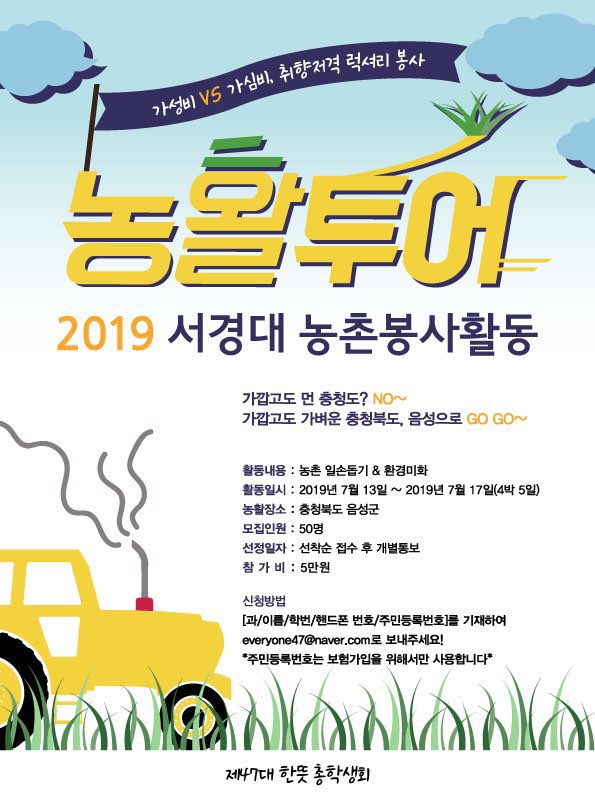 가성비 VS 가심비, 취향저격 럭셔리 봉사
농활투어
2019 서경대 농촌봉사활동
가깝고도 먼 충청도? NO~
가깝고도 가벼운 충청북도, 음성으로 GO GO~
활동내용 : 농촌 일손돕기 & 환경미화
활동일시 : 2019년 7월 13일 ~ 2019년 7월 17일(4박 5일)
농활장소 : 충청북도 음성군
모집인원 : 50명
선정일자 : 선착순 접수 후 개별통보
참 가 비 : 5만원
신청방법
[과/이름/학번/핸드폰 번호/주민등록번호]를 기재하여
everyone47@naver.com로 보내주세요!
*주민등록번호는 보험가입을 위해서만 사용합니다*
제47대 한뜻 총학생회